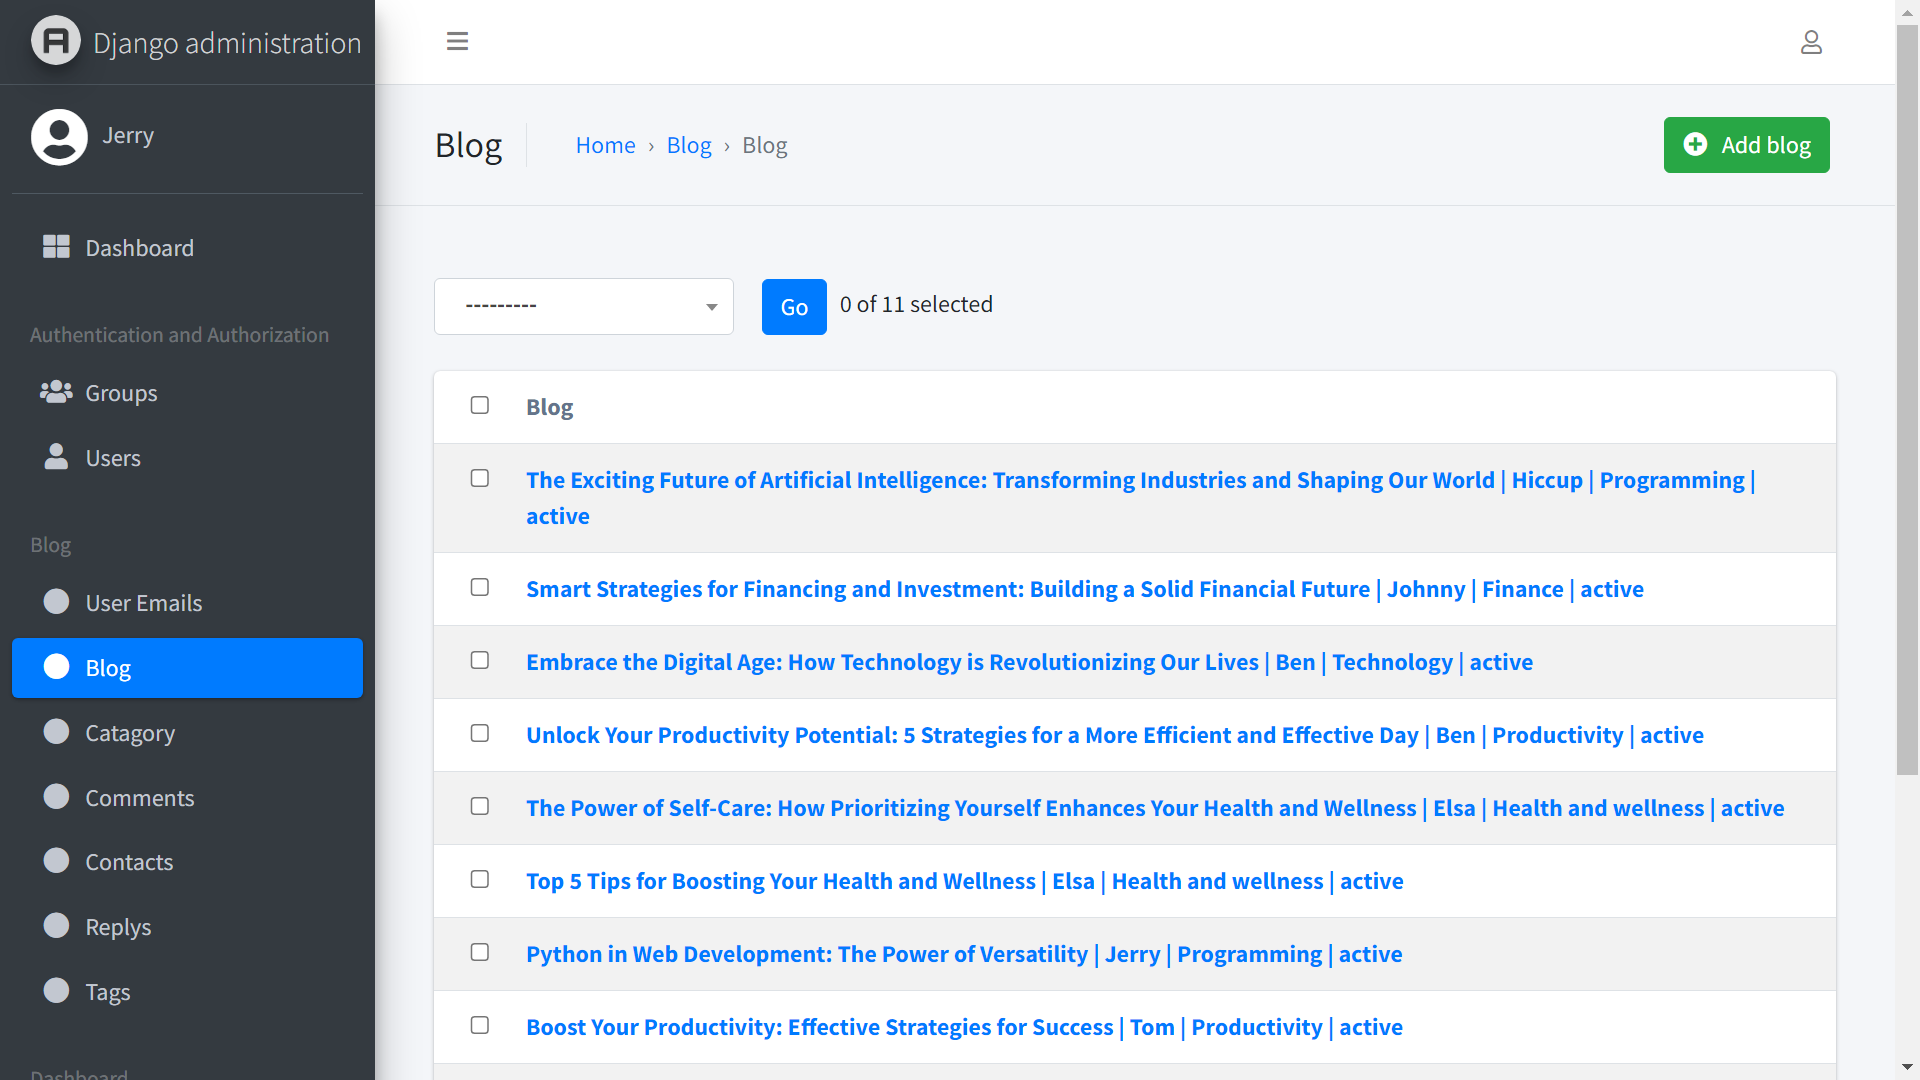 Django administration
Jerry
Dashboard
Authentication and Authorization
Groups
Users
Blog
User Emails
Blog
Catagory
Comments
Contacts
Replys
Tags
Dashboard
Blog
Home › Blog › Blog
Add blog
---------
Go
0 of 11 selected
Blog
The Exciting Future of Artificial Intelligence: Transforming Industries and Shaping Our World | Hiccup | Programming |
active
Smart Strategies for Financing and Investment: Building a Solid Financial Future | Johnny | Finance | active
Embrace the Digital Age: How Technology is Revolutionizing Our Lives | Ben | Technology | active
Unlock Your Productivity Potential: 5 Strategies for a More Efficient and Effective Day | Ben | Productivity | active
The Power of Self-Care: How Prioritizing Yourself Enhances Your Health and Wellness | Elsa | Health and wellness | active
Top 5 Tips for Boosting Your Health and Wellness | Elsa | Health and wellness | active
Python in Web Development: The Power of Versatility | Jerry | Programming | active
Boost Your Productivity: Effective Strategies for Success | Tom | Productivity | active